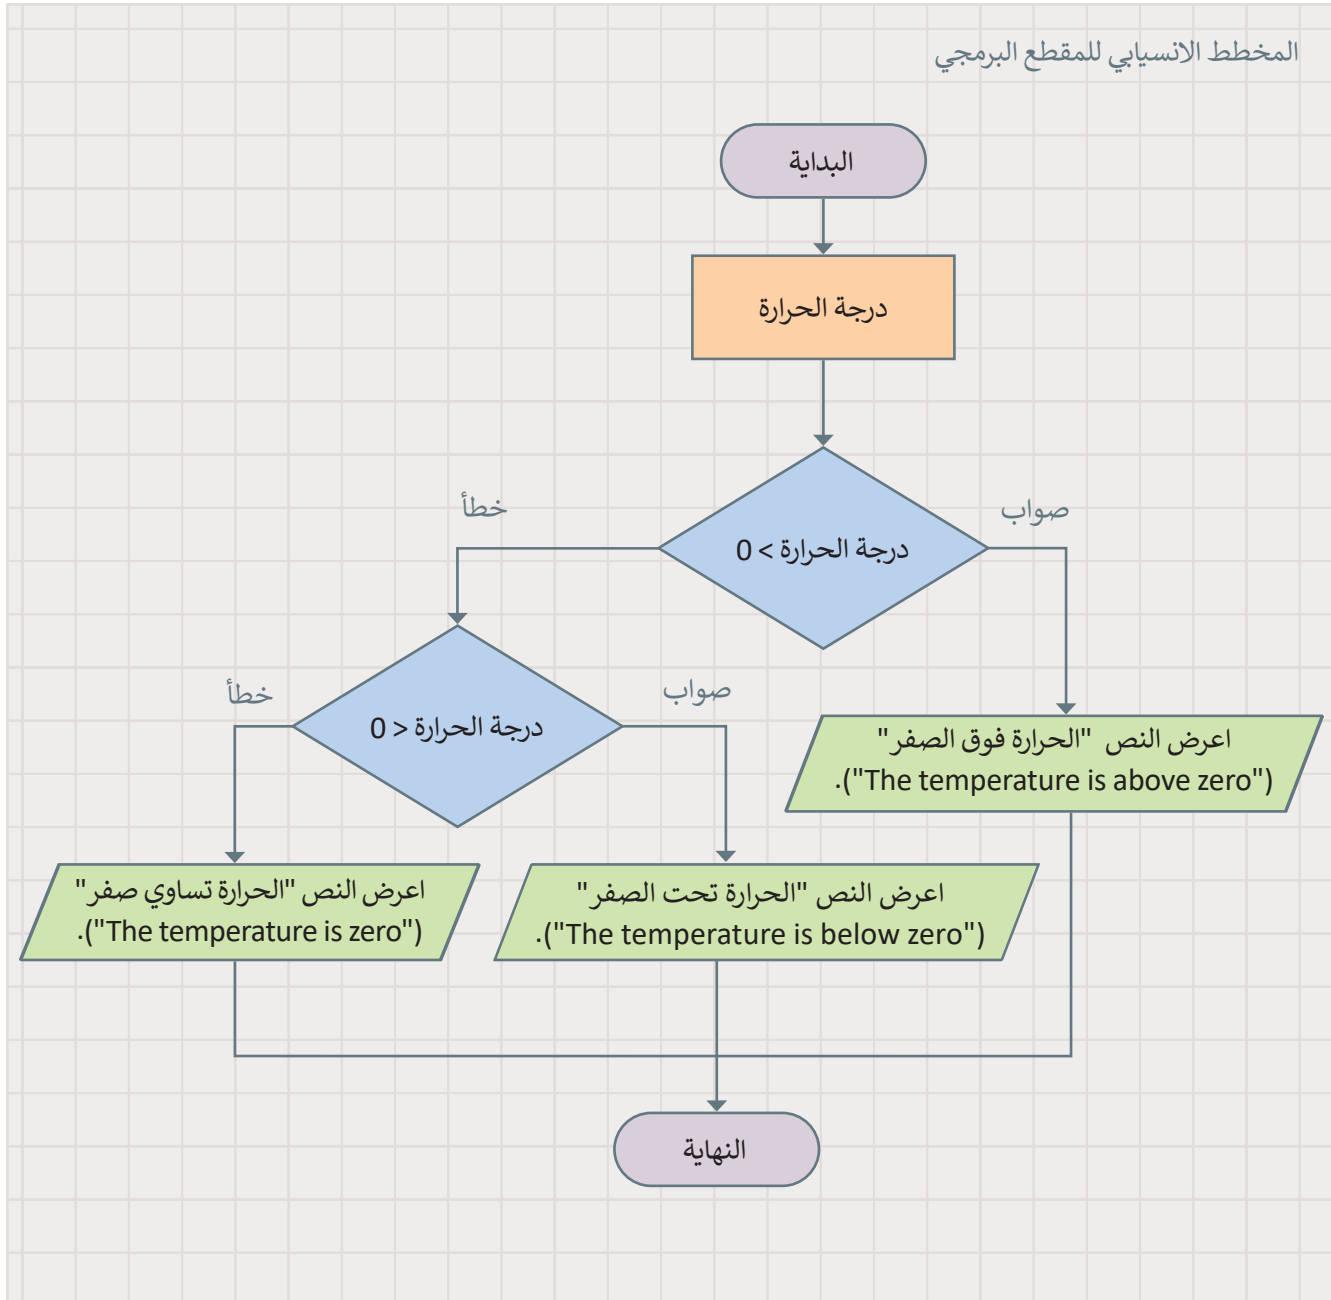 المخطط الانسيابي للمقطع البرمجي
البداية
درجة الحرارة
صواب
خطأ
درجة الحرارة > 0
صواب
خطأ
درجة الحرارة < 0
اعرض النص "الحرارة فوق الصفر"
("The temperature is above zero").
اعرض النص "الحرارة تحت الصفر"
("The temperature is below zero").
اعرض النص "الحرارة تساوي صفر"
("The temperature is zero").
النهاية